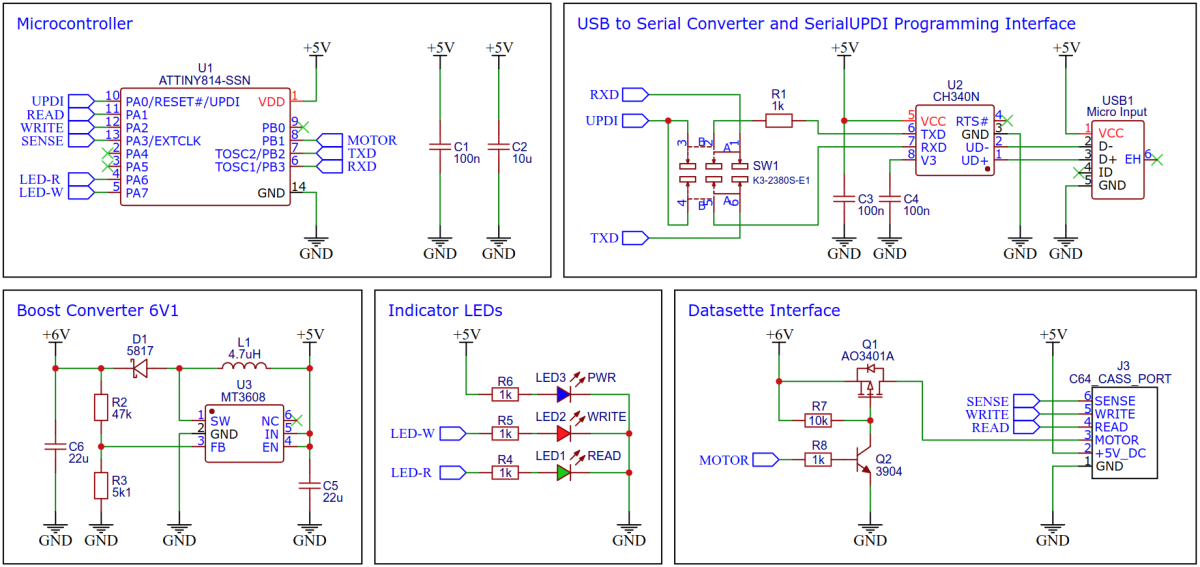 Microcontroller
+5V
+5V
+5V
U1
ATTINY814-SSN
UPDI 10 PA0/RESET#/UPDI VDD 1
READ 11 PA1
WRITE 12 PA2 PB0 9
SENSE 13 PA3/EXTCLK PB1 8 MOTOR
2 PA4 TOSC2/PB2 7 TXD
3 PA5 TOSC1/PB3 6 RXD
LED-R 4 PA6
LED-W 5 PA7 GND 14
C1
100n
C2
10u
GND
GND
GND
USB to Serial Converter and SerialUPDI Programming Interface
+5V
+5V
RXD
UPDI
TXD
R1
1k
3 B 2 A 1
SW1
K3-2380S-E1
4 B 5 A 6
U2
CH340N
5 VCC RTS# 4
6 TXD GND 3
7 RXD UD- 2
8 V3 UD+ 1
C3
100n
C4
100n
USB1
Micro Input
1 VCC
2 D-
3 D+ EH 6
4 ID
5 GND
GND
GND
GND
GND
Boost Converter 6V1
+6V
+5V
D1
5817
L1
4.7uH
R2
47k
U3
MT3608
1 SW NC 6
2 GND IN 5
3 FB EN 4
C6
22u
R3
5k1
C5
22u
GND
GND
GND
GND
Indicator LEDs
+5V
R6
1k
LED3
PWR
LED-W
R5
1k
LED2
WRITE
LED-R
R4
1k
LED1
READ
GND
Datasette Interface
+6V
+5V
Q1
AO3401A
R7
10k
MOTOR
R8
1k
Q2
3904
J3
C64_CASS_PORT
SENSE 6 SENSE
WRITE 5 WRITE
READ 4 READ
3 MOTOR
2 +5V_DC
1 GND
GND
GND